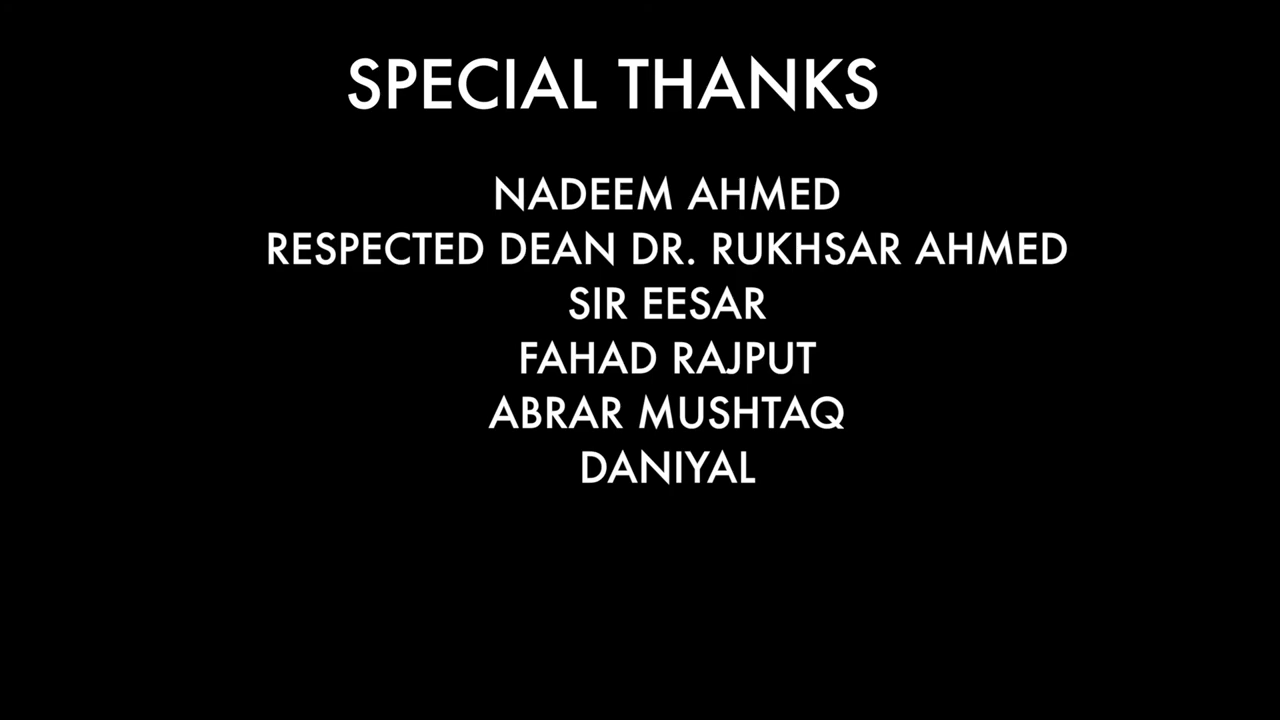 SPECIAL THANKS
NADEEM AHMED
RESPECTED DEAN DR. RUKHSAR AHMED
SIR EESAR
FAHAD RAJPUT
ABRAR MUSHTAQ
DANIYAL